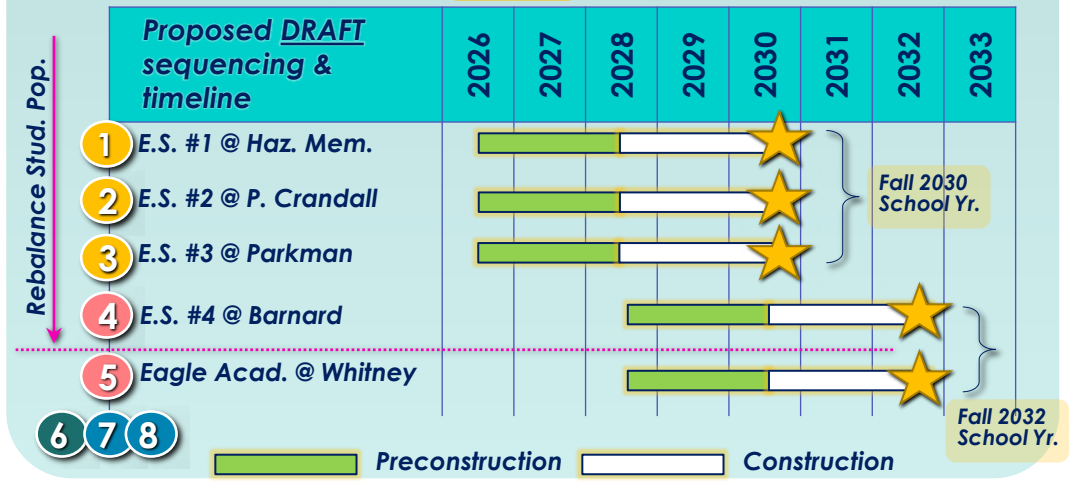 Proposed DRAFT
sequencing &
timeline
2026
2027
2028
2029
2030
2031
2032
2033
Rebalance Stud. Pop.
1 E.S. #1 @ Haz. Mem.
2 E.S. #2 @ P. Crandall
3 E.S. #3 @ Parkman
Fall 2030
School Yr.
4 E.S. #4 @ Barnard
5 Eagle Acad. @ Whitney
Fall 2032
School Yr.
6 7 8
Preconstruction Construction